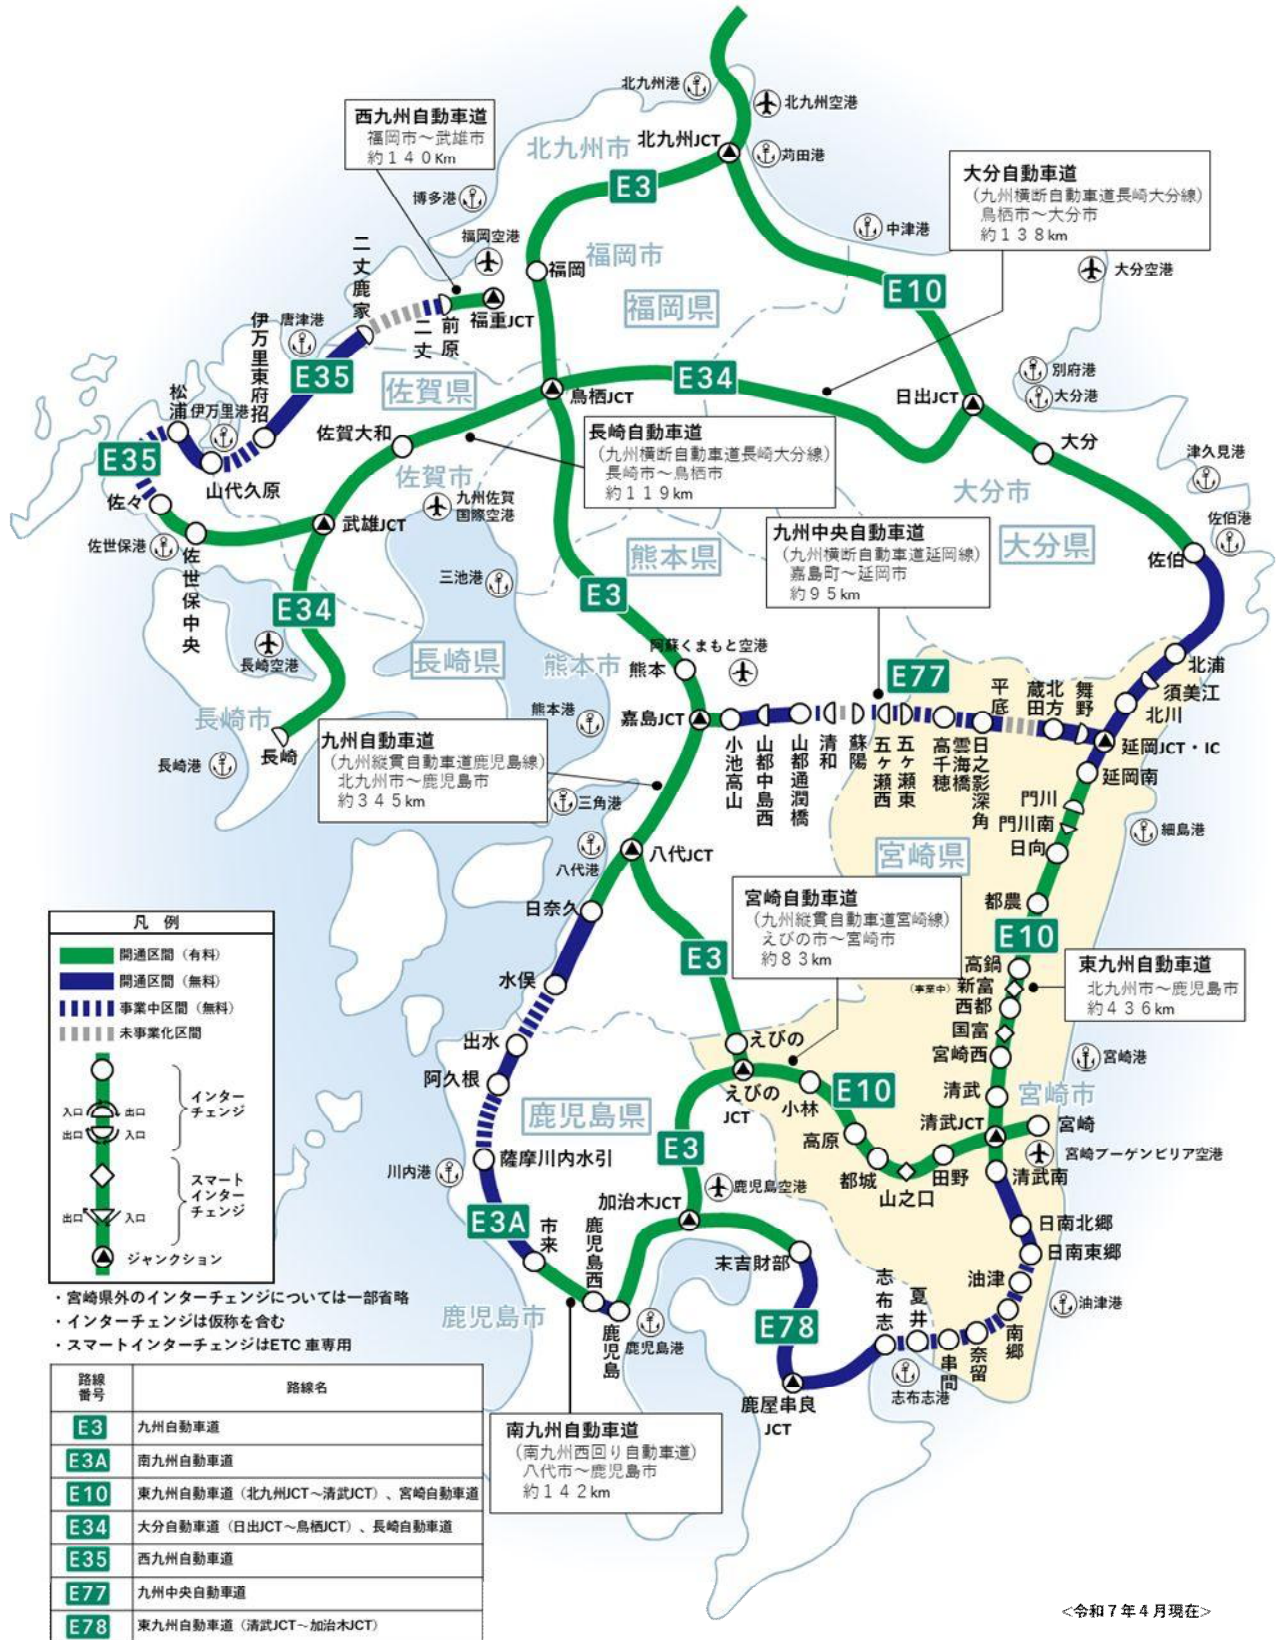 北九州港
北九州空港
西九州自動車道
福岡市～武雄市
約１４０Km
北九州市
北九州JCT
苅田港
E3
大分自動車道
（九州横断自動車道長崎大分線）
鳥栖市～大分市
約１３８km
博多港
中津港
福岡空港
二丈鹿家
福岡
福岡市
大分空港
E10
福岡県
唐津港
伊万里東府招
二丈
前原
福重JCT
E35
佐賀県
E34
別府港
大分港
鳥栖JCT
日出JCT
松浦
伊万里港
佐賀大和
長崎自動車道
（九州横断自動車道長崎大分線）
長崎市～鳥栖市
約１１９km
大分
E35
佐賀市
津久見港
山代久原
大分市
佐々
九州佐賀
国際空港
武雄JCT
九州中央自動車道
（九州横断自動車道延岡線）
嘉島町～延岡市
約９５km
佐伯港
佐世保港
佐世保中央
熊本県
大分県
佐伯
三池港
E3
E34
長崎空港
長崎県
熊本市
阿蘇くまもと空港
熊本
E77
北浦
須美江
北川
平底
蔵田
北方
舞野
長崎市
熊本港
嘉島JCT
延岡JCT・IC
長崎
長崎港
九州自動車道
（九州縦貫自動車道鹿児島線）
北九州市～鹿児島市
約３４５km
小池高山
山都中島西
山都通潤橋
清和
蘇陽
五ヶ瀬西
五ヶ瀬東
高千穂
雲海橋
日之影深角
延岡南
三角港
門川
門川南
日向
細島港
八代港
八代JCT
宮崎県
宮崎自動車道
（九州縦貫自動車道宮崎線）
えびの市～宮崎市
約８３km
都農
日奈久
凡 例
開通区間（有料）
開通区間（無料）
事業中区間（無料）
未事業化区間
インター
チェンジ
入口
出口
出口
入口
スマート
インター
チェンジ
出口
入口
ジャンクション
E10
E3
高鍋
（事業中）新富
西都
国富
宮崎西
東九州自動車道
北九州市～鹿児島市
約４３６km
水俣
出水
えびの
宮崎港
阿久根
えびの
JCT
小林
E10
清武
宮崎市
鹿児島県
清武JCT
宮崎
高原
E3
都城
山之口
田野
宮崎ブーゲンビリア空港
清武南
薩摩川内水引
川内港
加治木JCT
鹿児島空港
E3A
市来
鹿児島西
日南北郷
日南東郷
末吉財部
志布志
夏井
油津
油津港
鹿児島市
鹿児島
鹿児島港
E78
串間
奈留
南郷
志布志港
鹿屋串良
JCT
南九州自動車道
（南九州西回り自動車道）
八代市～鹿児島市
約１４２km
・宮崎県外のインターチェンジについては一部省略
・インターチェンジは仮称を含む
・スマートインターチェンジはETC 車専用
路線
番号
路線名
E3 九州自動車道
E3A 南九州自動車道
E10 東九州自動車道（北九州JCT～清武JCT）、宮崎自動車道
E34 大分自動車道（日出JCT～鳥栖JCT）、長崎自動車道
E35 西九州自動車道
E77 九州中央自動車道
E78 東九州自動車道（清武JCT～加治木JCT）
＜令和７年４月現在＞